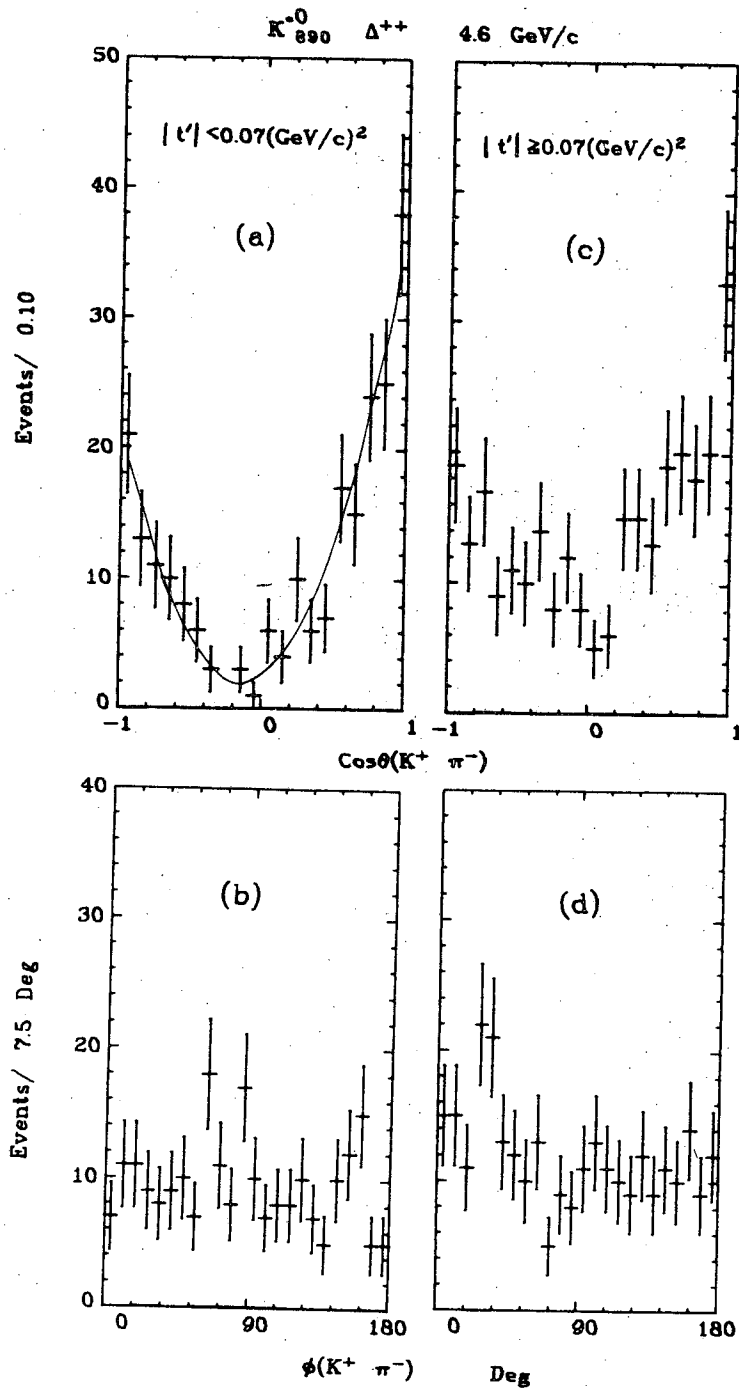 K*0 890 Δ++ 4.6 GeV/c
50
40
30
20
10
0
Events/ 0.10
|t'|<0.07(GeV/c)2
(a)
|t'|≥0.07(GeV/c)2
(c)
-1 0 1
-1 0 1
Cosθ(K+ π-)
40
30
20
10
0
Events/ 7.5 Deg
(b)
(d)
0 90 180
0 90 180
φ(K+ π-) Deg